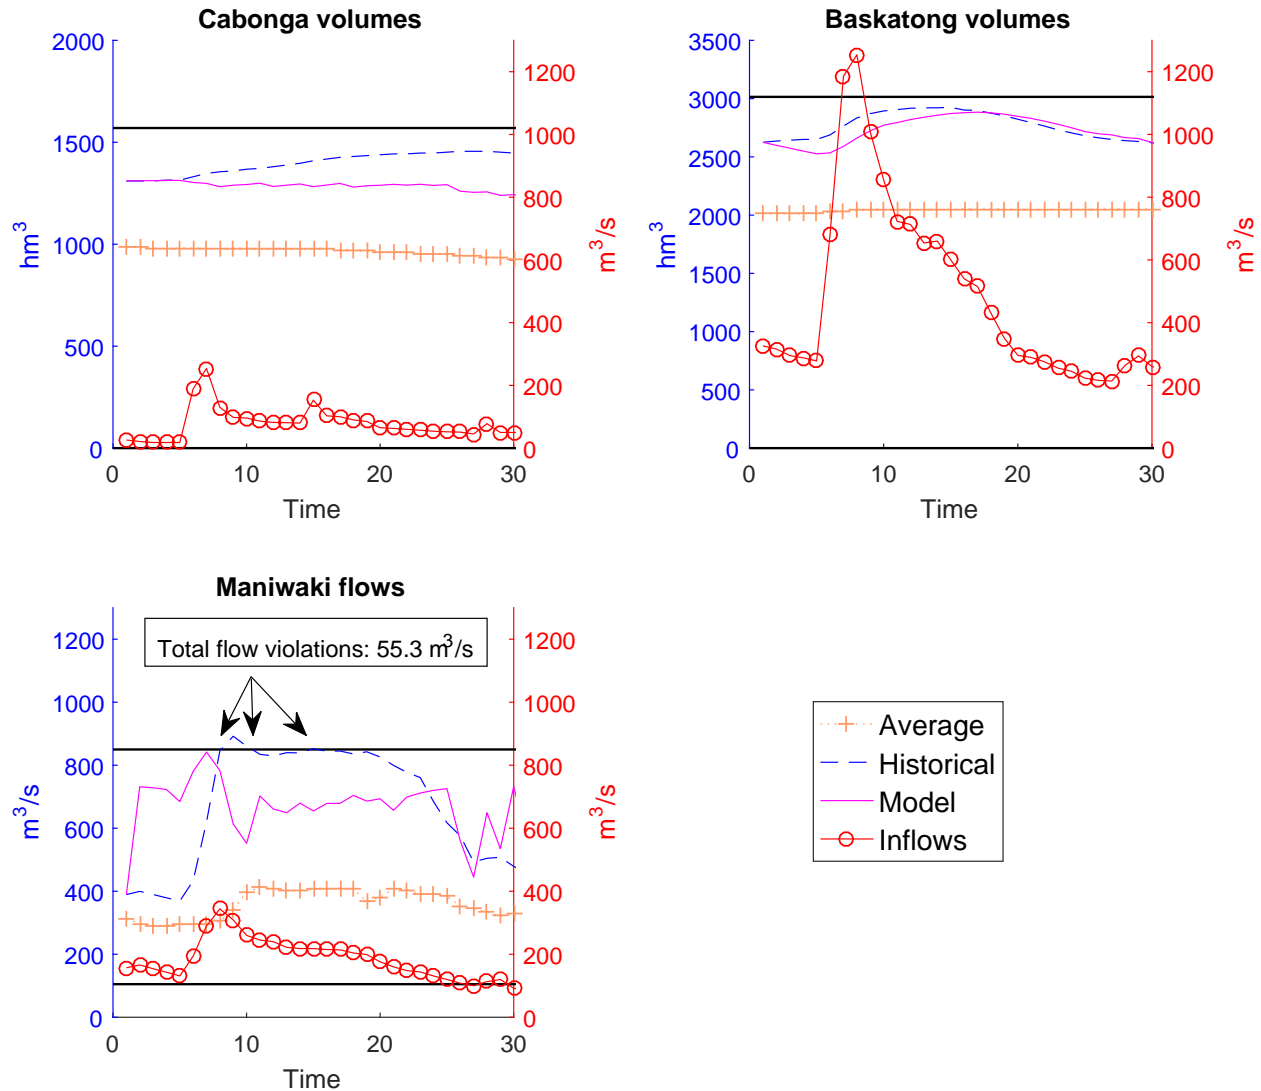 Cabonga volumes
2000
1500
1000
500
0
hm³
1200
1000
800
600
400
200
0
m³/s
0 10 20 30
Time
Baskatong volumes
3500
3000
2500
2000
1500
1000
500
0
hm³
1200
1000
800
600
400
200
0
m³/s
0 10 20 30
Time
Maniwaki flows
Total flow violations: 55.3 m³/s
1200
1000
800
600
400
200
0
m³/s
1200
1000
800
600
400
200
0
m³/s
0 10 20 30
Time
Average
Historical
Model
Inflows